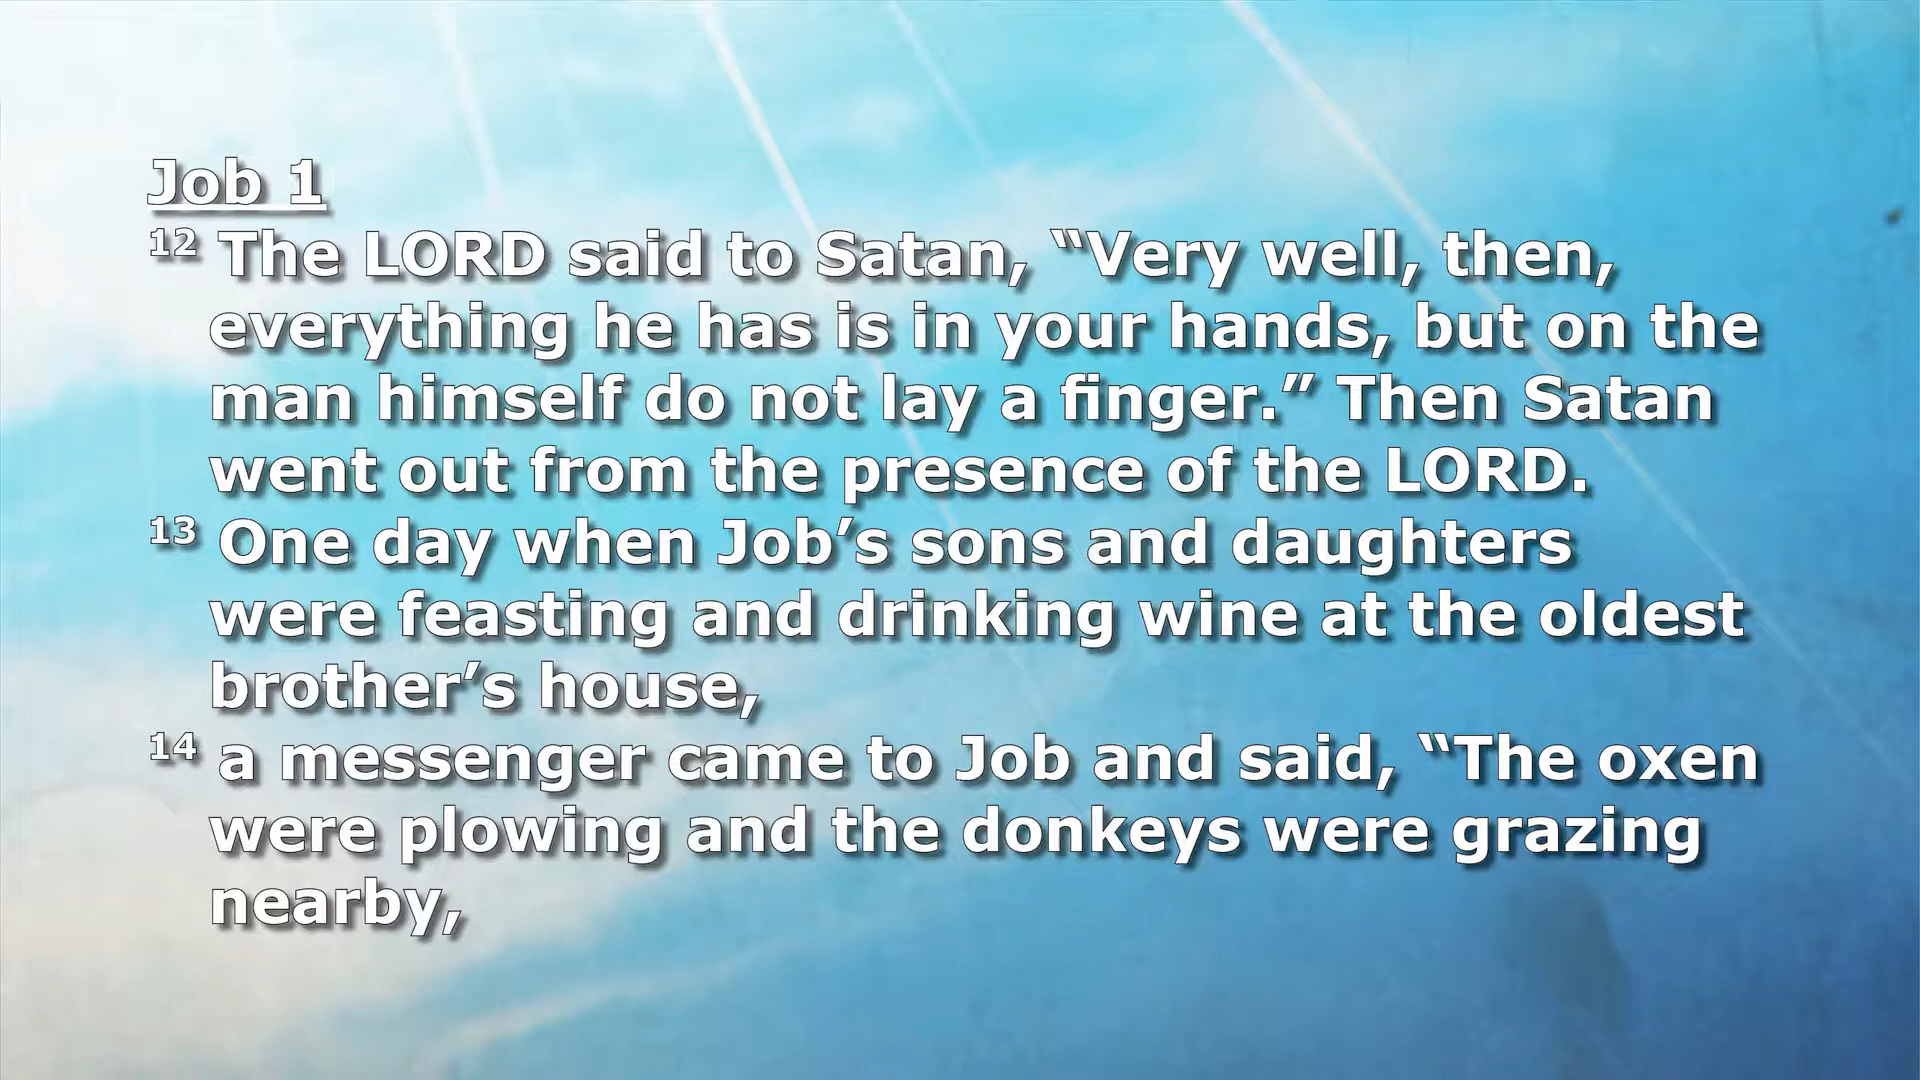 Job 1
12 The LORD said to Satan, “Very well, then,
everything he has is in your hands, but on the
man himself do not lay a finger.” Then Satan
went out from the presence of the LORD.
13 One day when Job’s sons and daughters
were feasting and drinking wine at the oldest
brother’s house,
14 a messenger came to Job and said, “The oxen
were plowing and the donkeys were grazing
nearby,